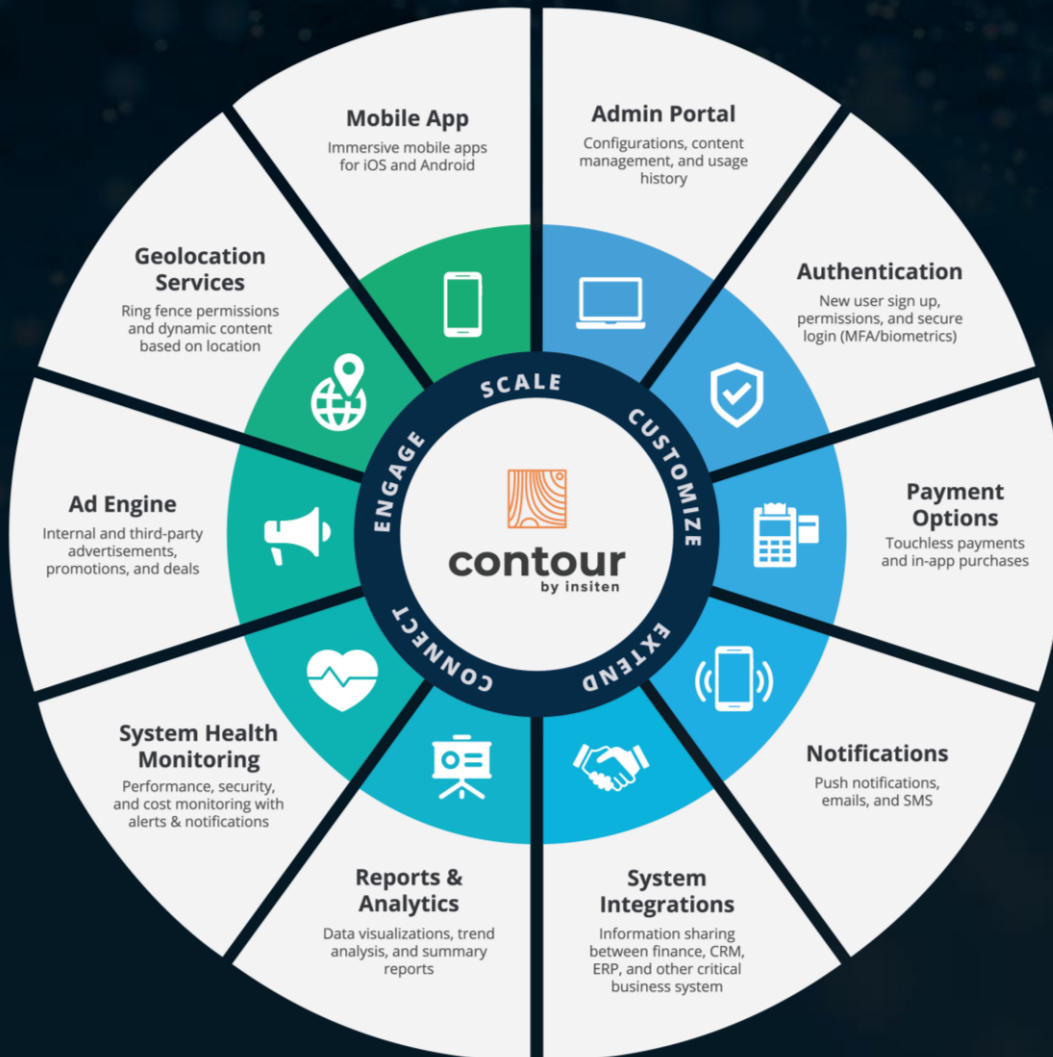 Mobile App
Immersive mobile apps
for iOS and Android
Admin Portal
Configurations, content
management, and usage
history
Authentication
New user sign up,
permissions, and secure
login (MFA/biometrics)
Payment
Options
Touchless payments
and in-app purchases
Notifications
Push notifications,
emails, and SMS
System
Integrations
Information sharing
between finance, CRM,
ERP, and other critical
business system
Reports &
Analytics
Data visualizations, trend
analysis, and summary
reports
System Health
Monitoring
Performance, security,
and cost monitoring with
alerts & notifications
Ad Engine
Internal and third-party
advertisements,
promotions, and deals
Geolocation
Services
Ring fence permissions
and dynamic content
based on location
SCALE
CUSTOMIZE
EXTEND
CONNECT
ENGAGE
contour
by insiten